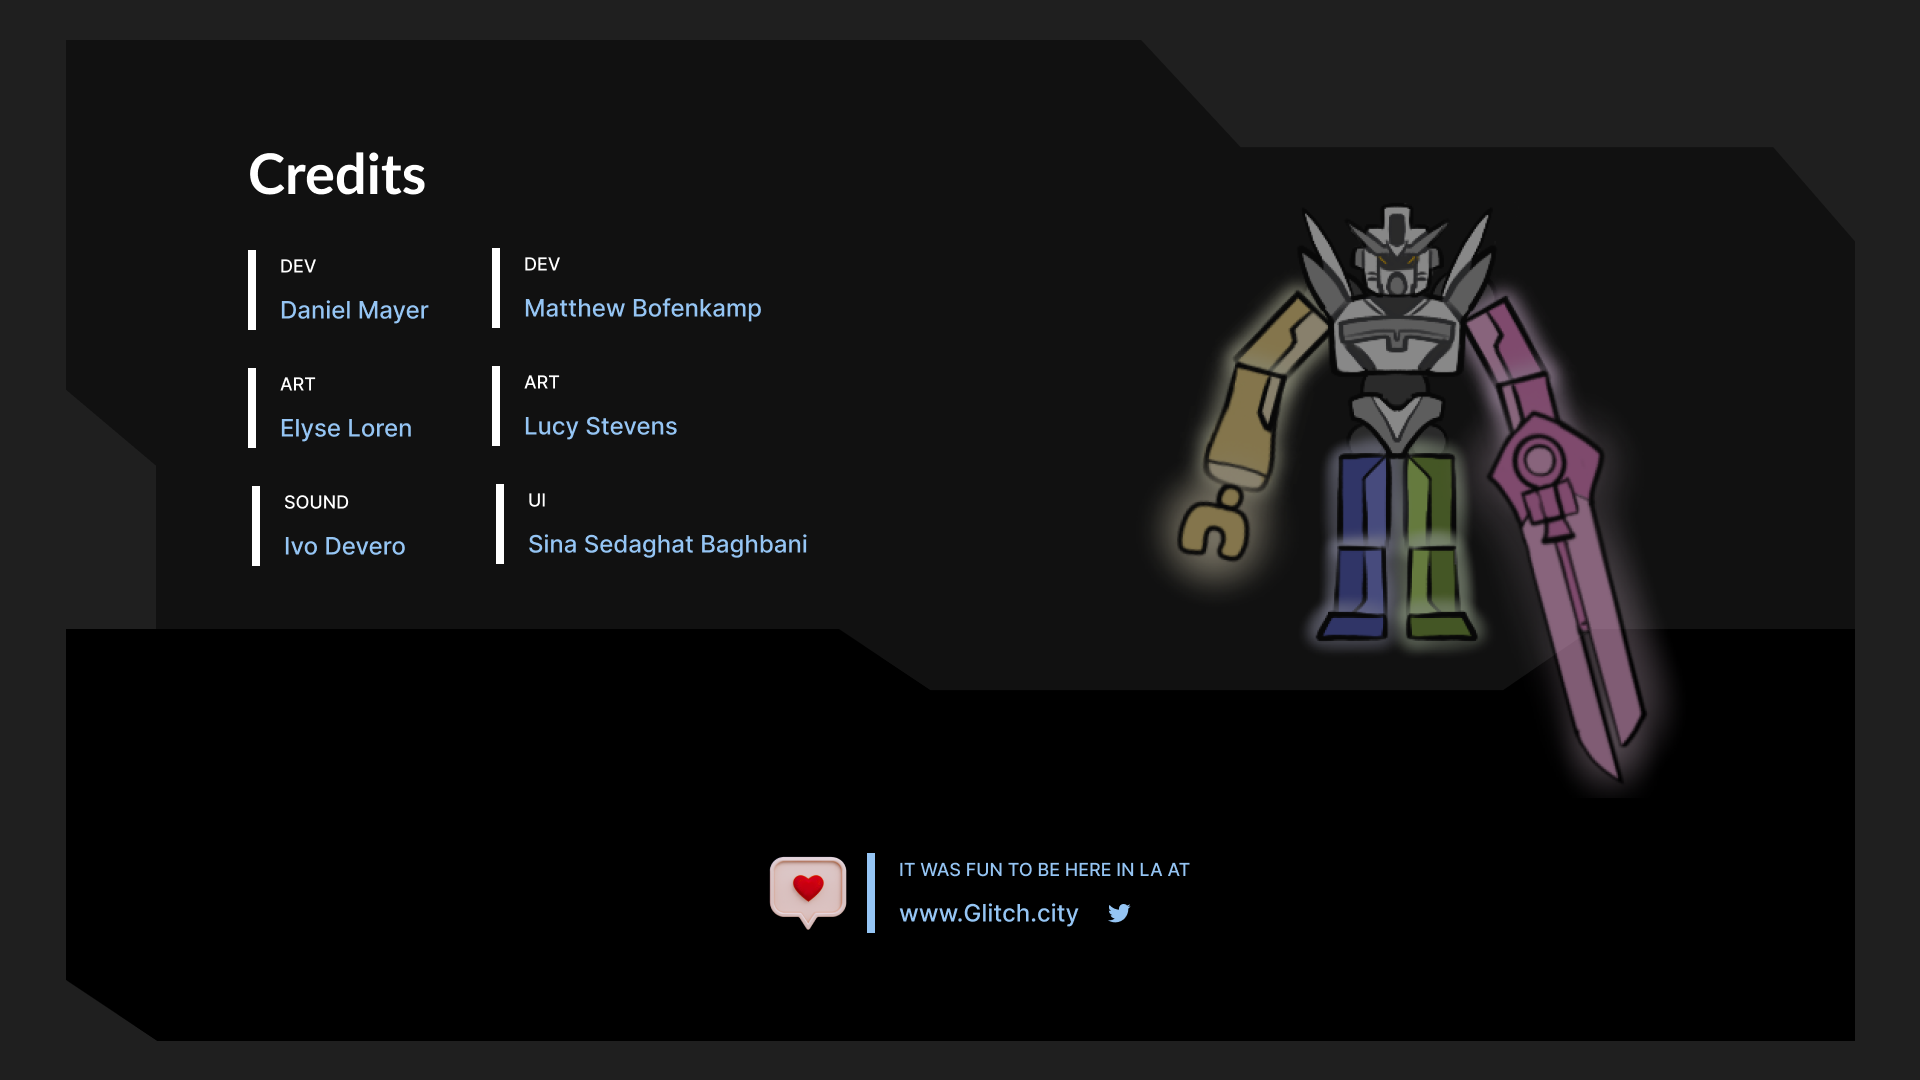 Credits
DEV
Daniel Mayer
DEV
Matthew Bofenkamp
ART
Elyse Loren
ART
Lucy Stevens
SOUND
Ivo Devero
UI
Sina Sedaghat Baghbani
IT WAS FUN TO BE HERE IN LA AT
www.Glitch.city